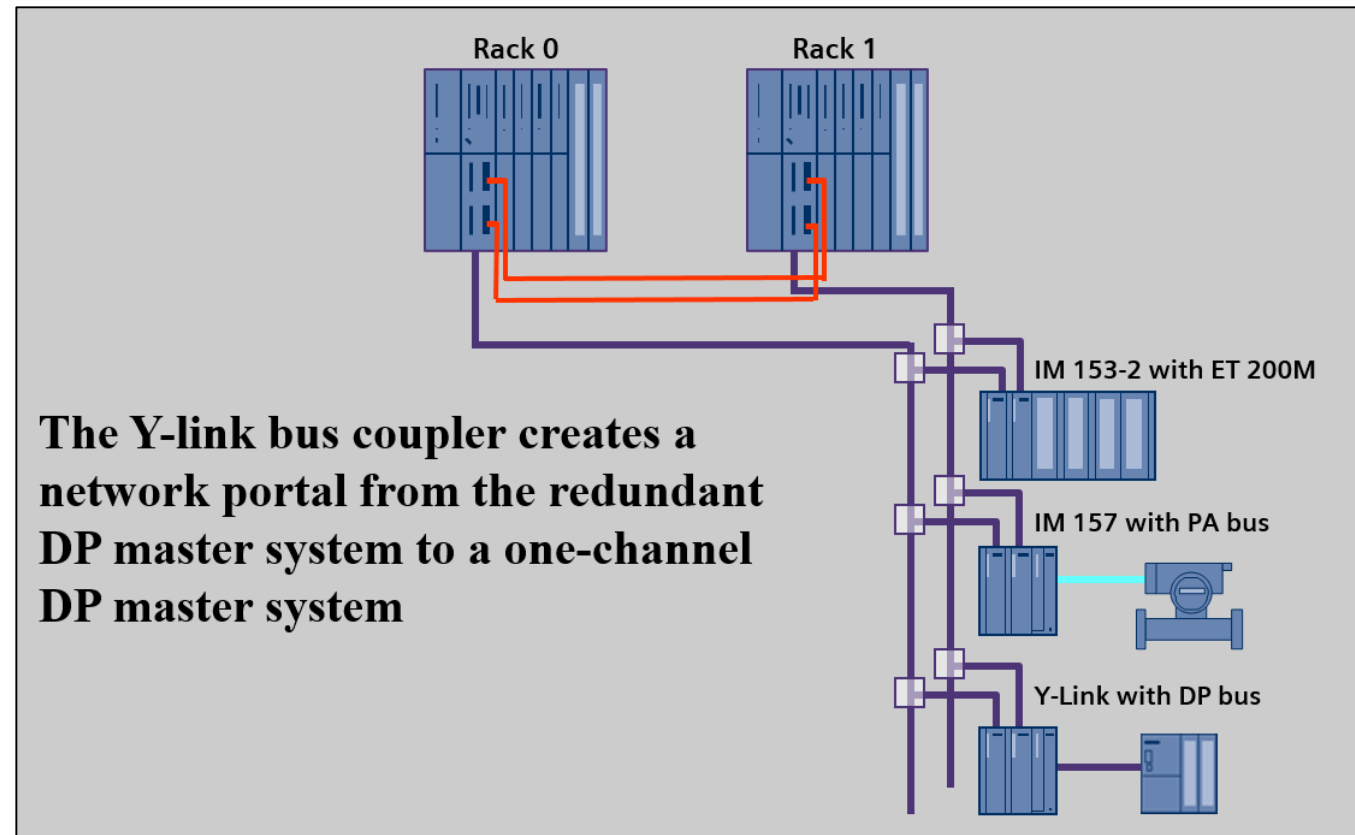 Rack 0
Rack 1
IM 153-2 with ET 200M
The Y-link bus coupler creates a
network portal from the redundant
DP master system to a one-channel
DP master system
IM 157 with PA bus
Y-Link with DP bus